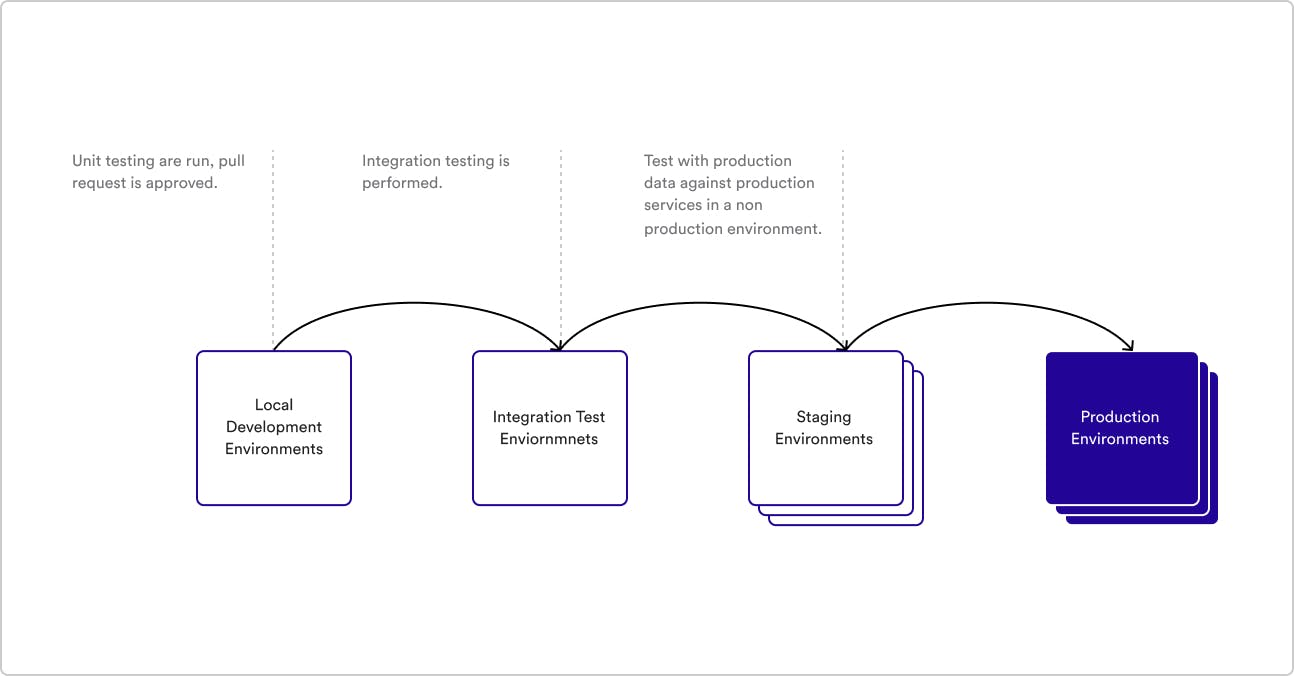 Unit testing are run, pull
request is approved.
Integration testing is
performed.
Test with production
data against production
services in a non
production environment.
Local
Development
Environments
Integration Test
Enviornmnets
Staging
Environments
Production
Environments